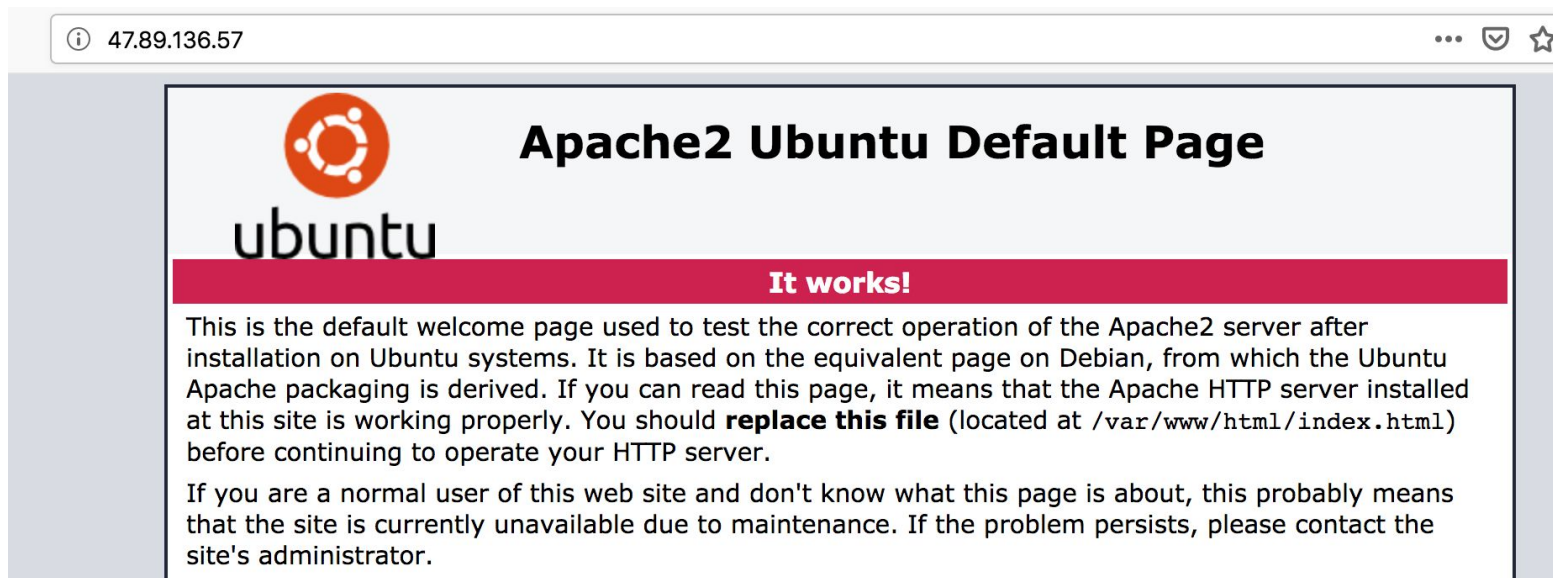 47.89.136.57
ubuntu
Apache2 Ubuntu Default Page
It works!
This is the default welcome page used to test the correct operation of the Apache2 server after
installation on Ubuntu systems. It is based on the equivalent page on Debian, from which the Ubuntu
Apache packaging is derived. If you can read this page, it means that the Apache HTTP server installed
at this site is working properly. You should replace this file (located at /var/www/html/index.html)
before continuing to operate your HTTP server.
If you are a normal user of this web site and don't know what this page is about, this probably means
that the site is currently unavailable due to maintenance. If the problem persists, please contact the
site's administrator.